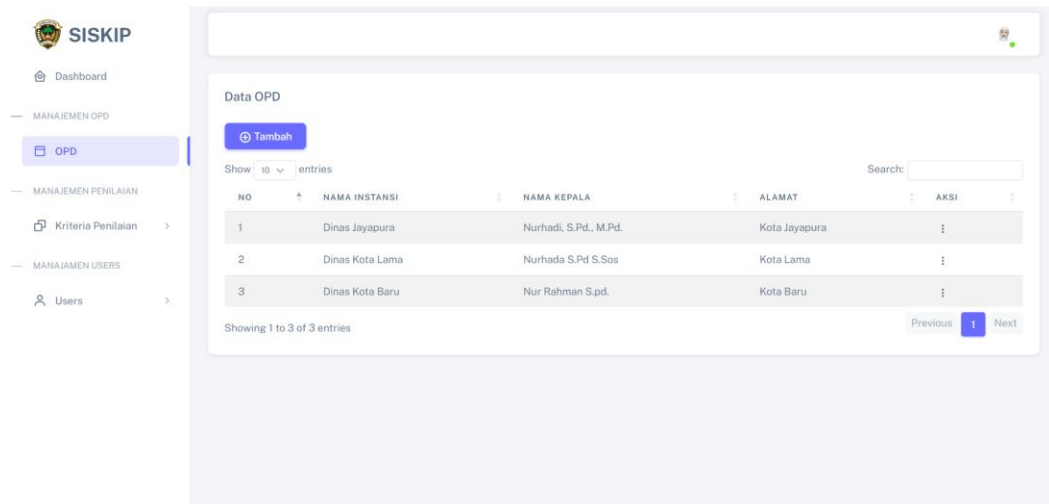 SISKIP
Dashboard
MANAJEMEN OPD
OPD
MANAJEMEN PENILAIAN
Kriteria Penilaian
MANAJAMEN USERS
Users
Data OPD
Tambah
Show 10 entries Search:
NO NAMA INSTANSI NAMA KEPALA ALAMAT AKSI
1 Dinas Jayapura Nurhadi, S.Pd., M.Pd. Kota Jayapura
2 Dinas Kota Lama Nurhada S.Pd S.Sos Kota Lama
3 Dinas Kota Baru Nur Rahman S.pd. Kota Baru
Showing 1 to 3 of 3 entries Previous 1 Next